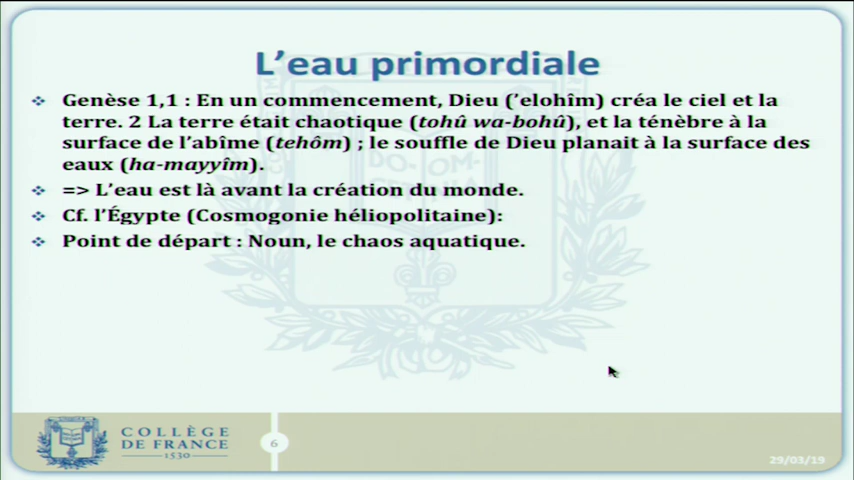 L’eau primordiale
❖ Genèse 1,1 : En un commencement, Dieu (’elohîm) créa le ciel et la
terre. 2 La terre était chaotique (tohû wa-bohû), et la ténèbre à la
surface de l’abîme (tehôm) ; le souffle de Dieu planait à la surface des
eaux (ha-mayyîm).
❖ => L’eau est là avant la création du monde.
❖ Cf. l’Égypte (Cosmogonie héliopolitaine):
❖ Point de départ : Noun, le chaos aquatique.
COLLÈGE
DE FRANCE
1530
6
29/03/19